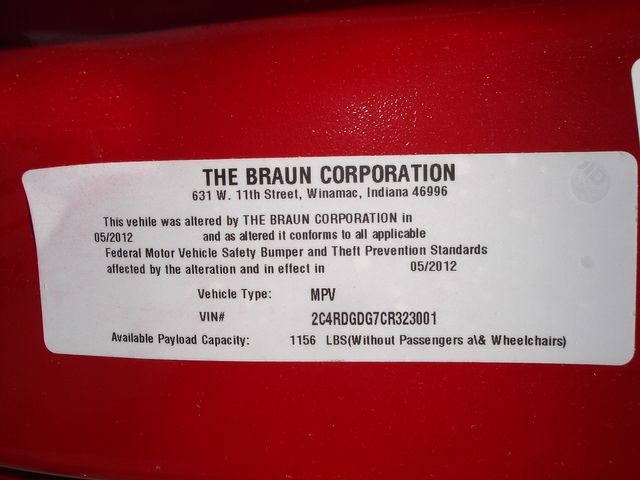 THE BRAUN CORPORATION
631 W. 11th Street, Winamac, Indiana 46996
This vehile was altered by THE BRAUN CORPORATION in
05/2012 and as altered it conforms to all applicable
Federal Motor Vehicle Safety Bumper and Theft Prevention Standards
affected by the alteration and in effect in 05/2012
Vehicle Type: MPV
VIN# 2C4RDGDG7CR323001
Available Payload Capacity: 1156 LBS(Without Passengers a\& Wheelchairs)